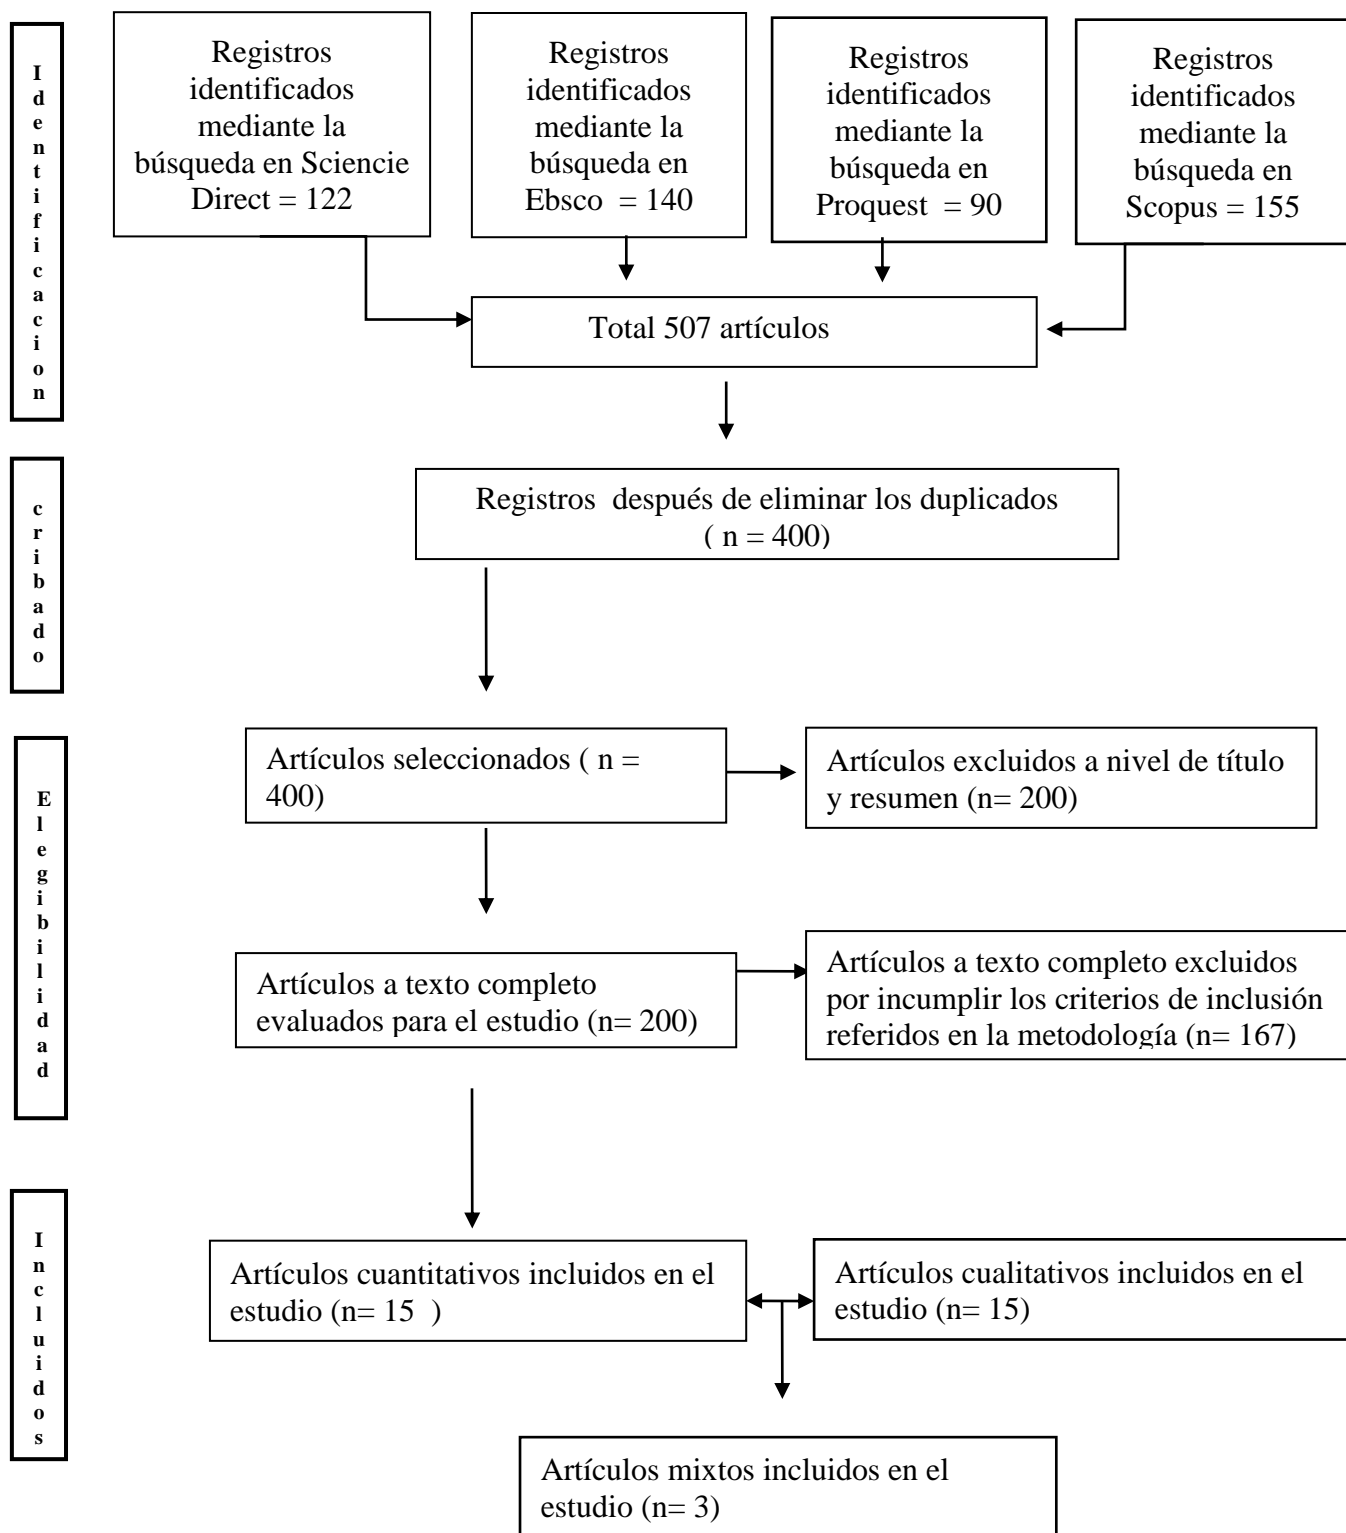 Identificacion
Registros
identificados
mediante la
búsqueda en Sciencie
Direct = 122
Registros
identificados
mediante la
búsqueda en
Ebsco = 140
Registros
identificados
mediante la
búsqueda en
Proquest = 90
Registros
identificados
mediante la
búsqueda en
Scopus = 155
Total 507 artículos
cribado
Registros después de eliminar los duplicados
( n = 400)
Elegibilidad
Artículos seleccionados ( n =
400)
Artículos excluidos a nivel de título
y resumen (n= 200)
Artículos a texto completo
evaluados para el estudio (n= 200)
Artículos a texto completo excluidos
por incumplir los criterios de inclusión
referidos en la metodología (n= 167)
Incluidos
Artículos cuantitativos incluidos en el
estudio (n= 15 )
Artículos cualitativos incluidos en el
estudio (n= 15)
Artículos mixtos incluidos en el
estudio (n= 3)